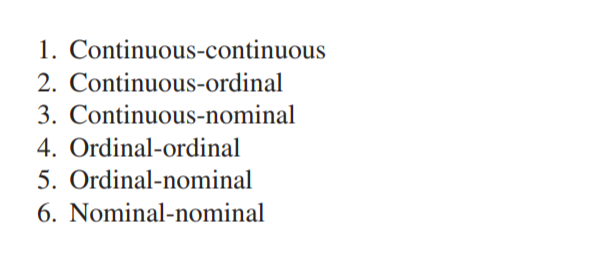 1. Continuous-continuous
2. Continuous-ordinal
3. Continuous-nominal
4. Ordinal-ordinal
5. Ordinal-nominal
6. Nominal-nominal